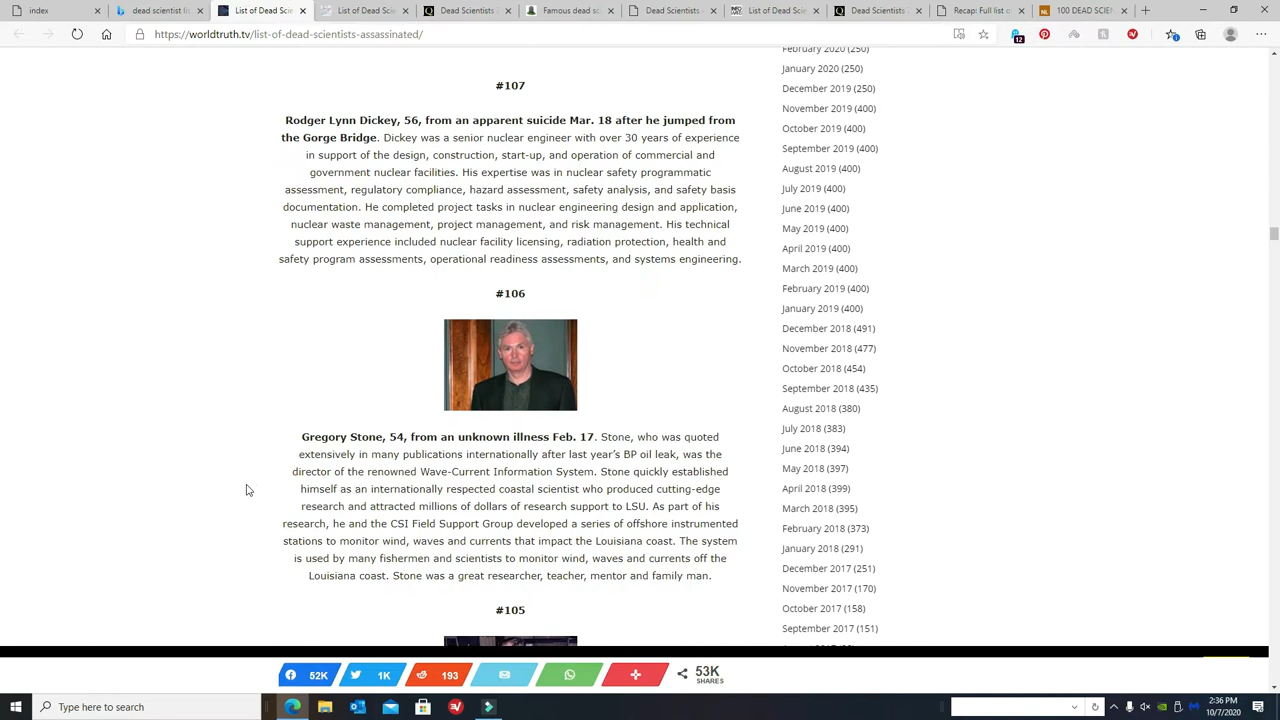 index
dead scientist li
List of Dead Scie
List of Dead Scie
Dead Scientists
Famous dead sc
Dead Scientists
List of Dead Sci
Dead Scientists
Recap: Full list o
100 DEAD SCIEN
https://worldtruth.tv/list-of-dead-scientists-assassinated/
12
#107
Rodger Lynn Dickey, 56, from an apparent suicide Mar. 18 after he jumped from
the Gorge Bridge. Dickey was a senior nuclear engineer with over 30 years of experience
in support of the design, construction, start-up, and operation of commercial and
government nuclear facilities. His expertise was in nuclear safety programmatic
assessment, regulatory compliance, hazard assessment, safety analysis, and safety basis
documentation. He completed project tasks in nuclear engineering design and application,
nuclear waste management, project management, and risk management. His technical
support experience included nuclear facility licensing, radiation protection, health and
safety program assessments, operational readiness assessments, and systems engineering.
#106
Gregory Stone, 54, from an unknown illness Feb. 17. Stone, who was quoted
extensively in many publications internationally after last year's BP oil leak, was the
director of the renowned Wave-Current Information System. Stone quickly established
himself as an internationally respected coastal scientist who produced cutting-edge
research and attracted millions of dollars of research support to LSU. As part of his
research, he and the CSI Field Support Group developed a series of offshore instrumented
stations to monitor wind, waves and currents that impact the Louisiana coast. The system
is used by many fishermen and scientists to monitor wind, waves and currents off the
Louisiana coast. Stone was a great researcher, teacher, mentor and family man.
#105
February 2020 (250)
January 2020 (250)
December 2019 (250)
November 2019 (400)
October 2019 (400)
September 2019 (400)
August 2019 (400)
July 2019 (400)
June 2019 (400)
May 2019 (400)
April 2019 (400)
March 2019 (400)
February 2019 (400)
January 2019 (400)
December 2018 (491)
November 2018 (477)
October 2018 (454)
September 2018 (435)
August 2018 (380)
July 2018 (383)
June 2018 (394)
May 2018 (397)
April 2018 (399)
March 2018 (395)
February 2018 (373)
January 2018 (291)
December 2017 (251)
November 2017 (170)
October 2017 (158)
September 2017 (151)
52K
1K
193
53K
SHARES
Type here to search
2:36 PM
10/7/2020